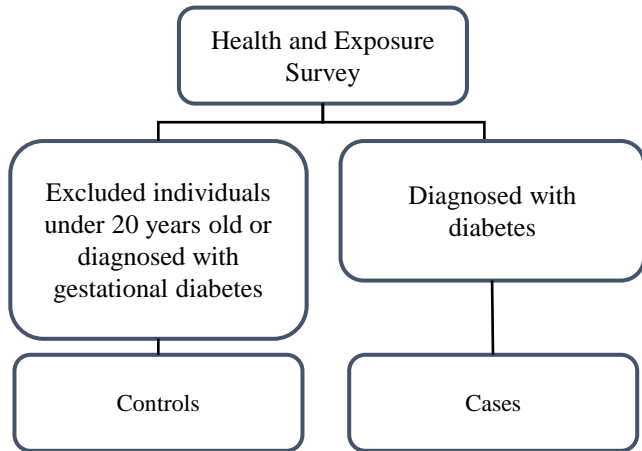 Health and Exposure
Survey
Excluded individuals
under 20 years old or
diagnosed with
gestational diabetes
Diagnosed with
diabetes
Controls
Cases